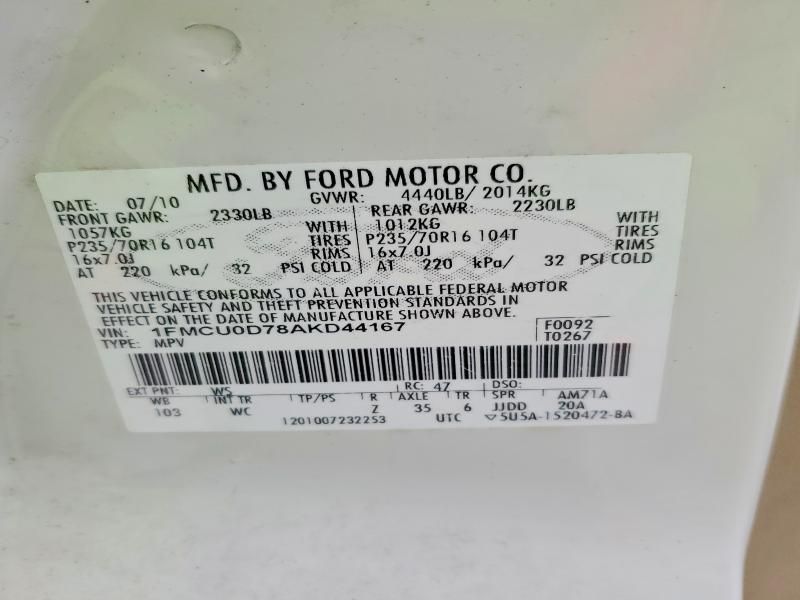 MFD. BY FORD MOTOR CO.
DATE: 07/10 GVWR: 4440LB/ 2014KG
FRONT GAWR: 2330LB REAR GAWR: 2230LB
1057KG WITH 1012KG WITH
P235/70R16 104T TIRES P235/70R16 104T TIRES
16x7.0J RIMS 16x7.0J RIMS
AT 220 kPa/ 32 PSI COLD AT 220 kPa/ 32 PSI COLD
THIS VEHICLE CONFORMS TO ALL APPLICABLE FEDERAL MOTOR
VEHICLE SAFETY AND THEFT PREVENTION STANDARDS IN
EFFECT ON THE DATE OF MANUFACTURE SHOWN ABOVE.
VIN: 1FMCU0D78AKD44167 F0092
TYPE: MPV T0267
EXT PNT: WS RC: 47 DSO:
WB INT TR TP/PS R AXLE TR SPR AM71A
103 WC Z 35 6 JJDD 20A
1201007232253 UTC ▽5U5A-1520472-BA